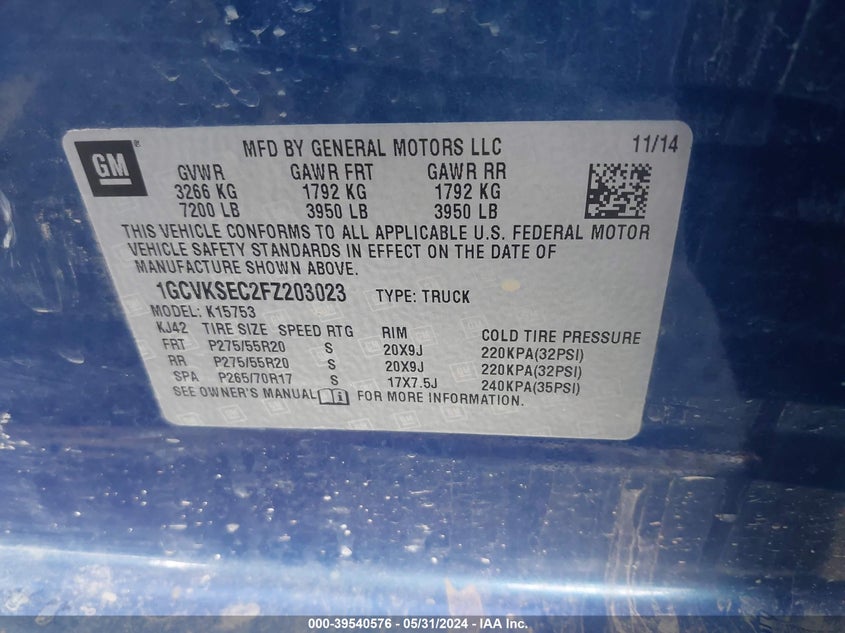 GM
MFD BY GENERAL MOTORS LLC 11/14
GVWR GAWR FRT GAWR RR
3266 KG 1792 KG 1792 KG
7200 LB 3950 LB 3950 LB
THIS VEHICLE CONFORMS TO ALL APPLICABLE U.S. FEDERAL MOTOR
VEHICLE SAFETY STANDARDS IN EFFECT ON THE DATE OF
MANUFACTURE SHOWN ABOVE.
1GCVKSEC2FZ203023 TYPE: TRUCK
MODEL: K15753
KJ42 TIRE SIZE SPEED RTG RIM COLD TIRE PRESSURE
FRT P275/55R20 S 20X9J 220KPA(32PSI)
RR P275/55R20 S 20X9J 220KPA(32PSI)
SPA P265/70R17 S 17X7.5J 240KPA(35PSI)
SEE OWNER'S MANUAL FOR MORE INFORMATION.
000-39540576 - 05/31/2024 - IAA Inc.